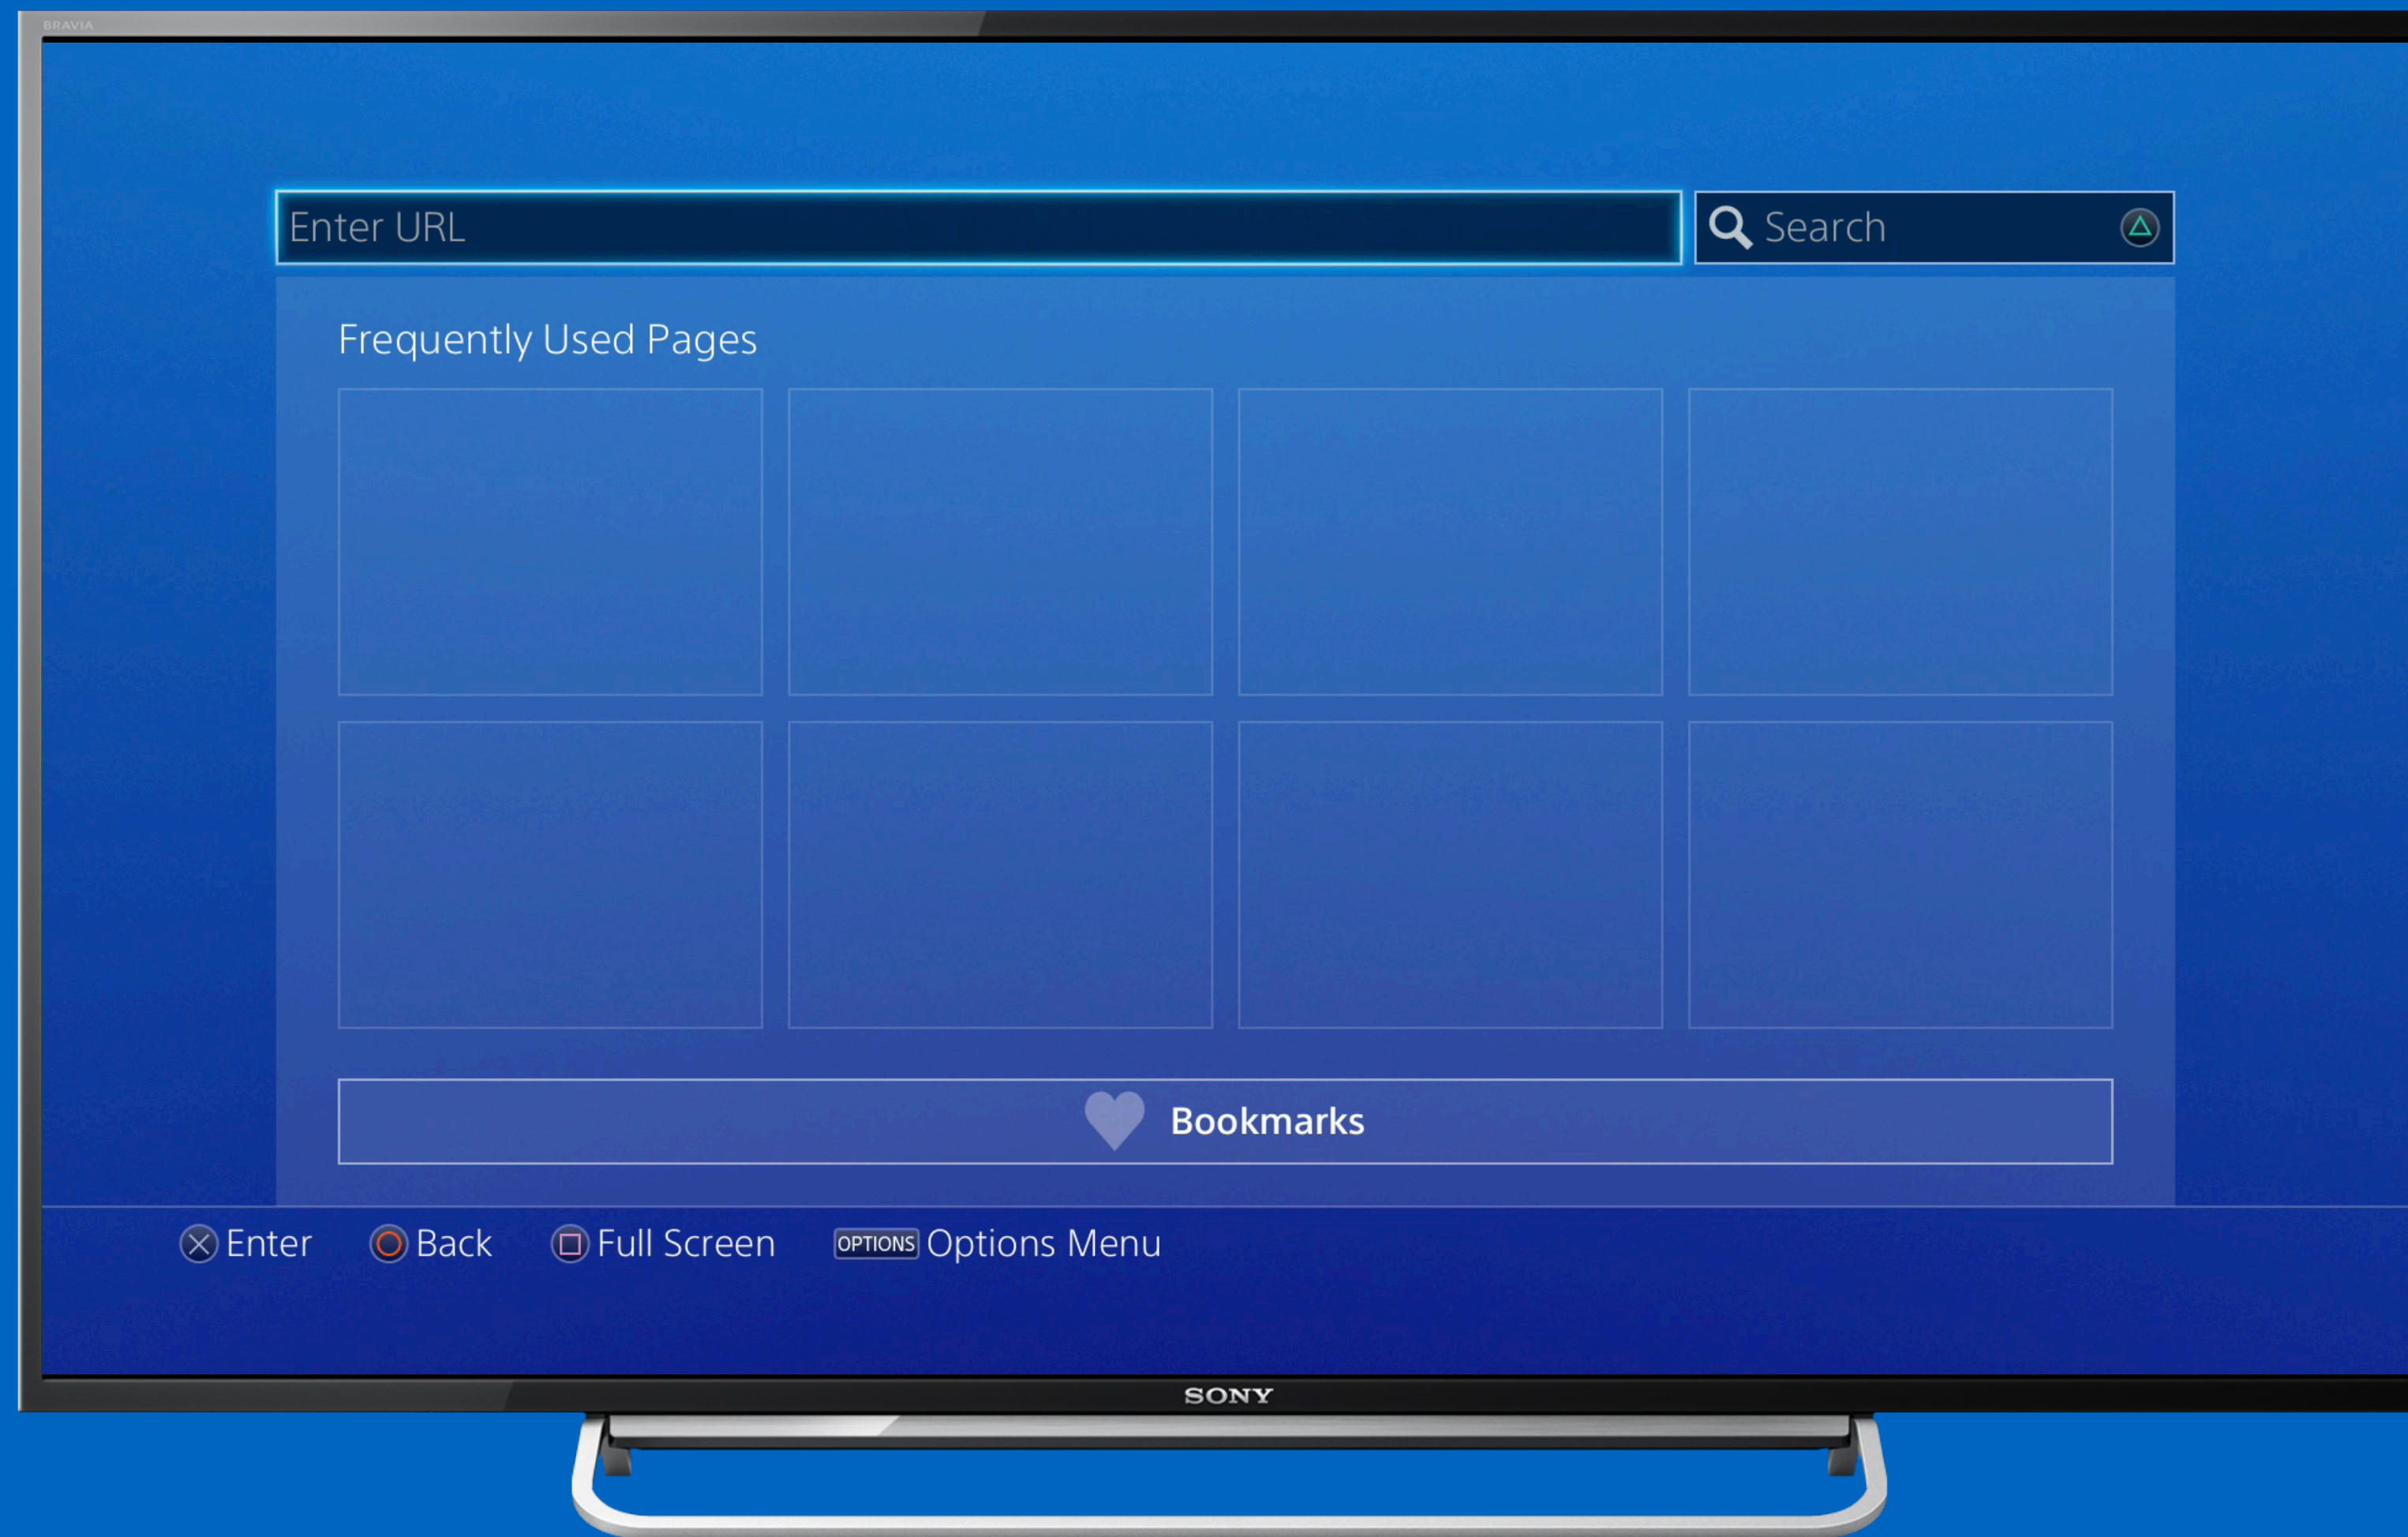 BRAVIA
Enter URL
Search
Frequently Used Pages
Bookmarks
Enter Back Full Screen OPTIONS Options Menu
SONY